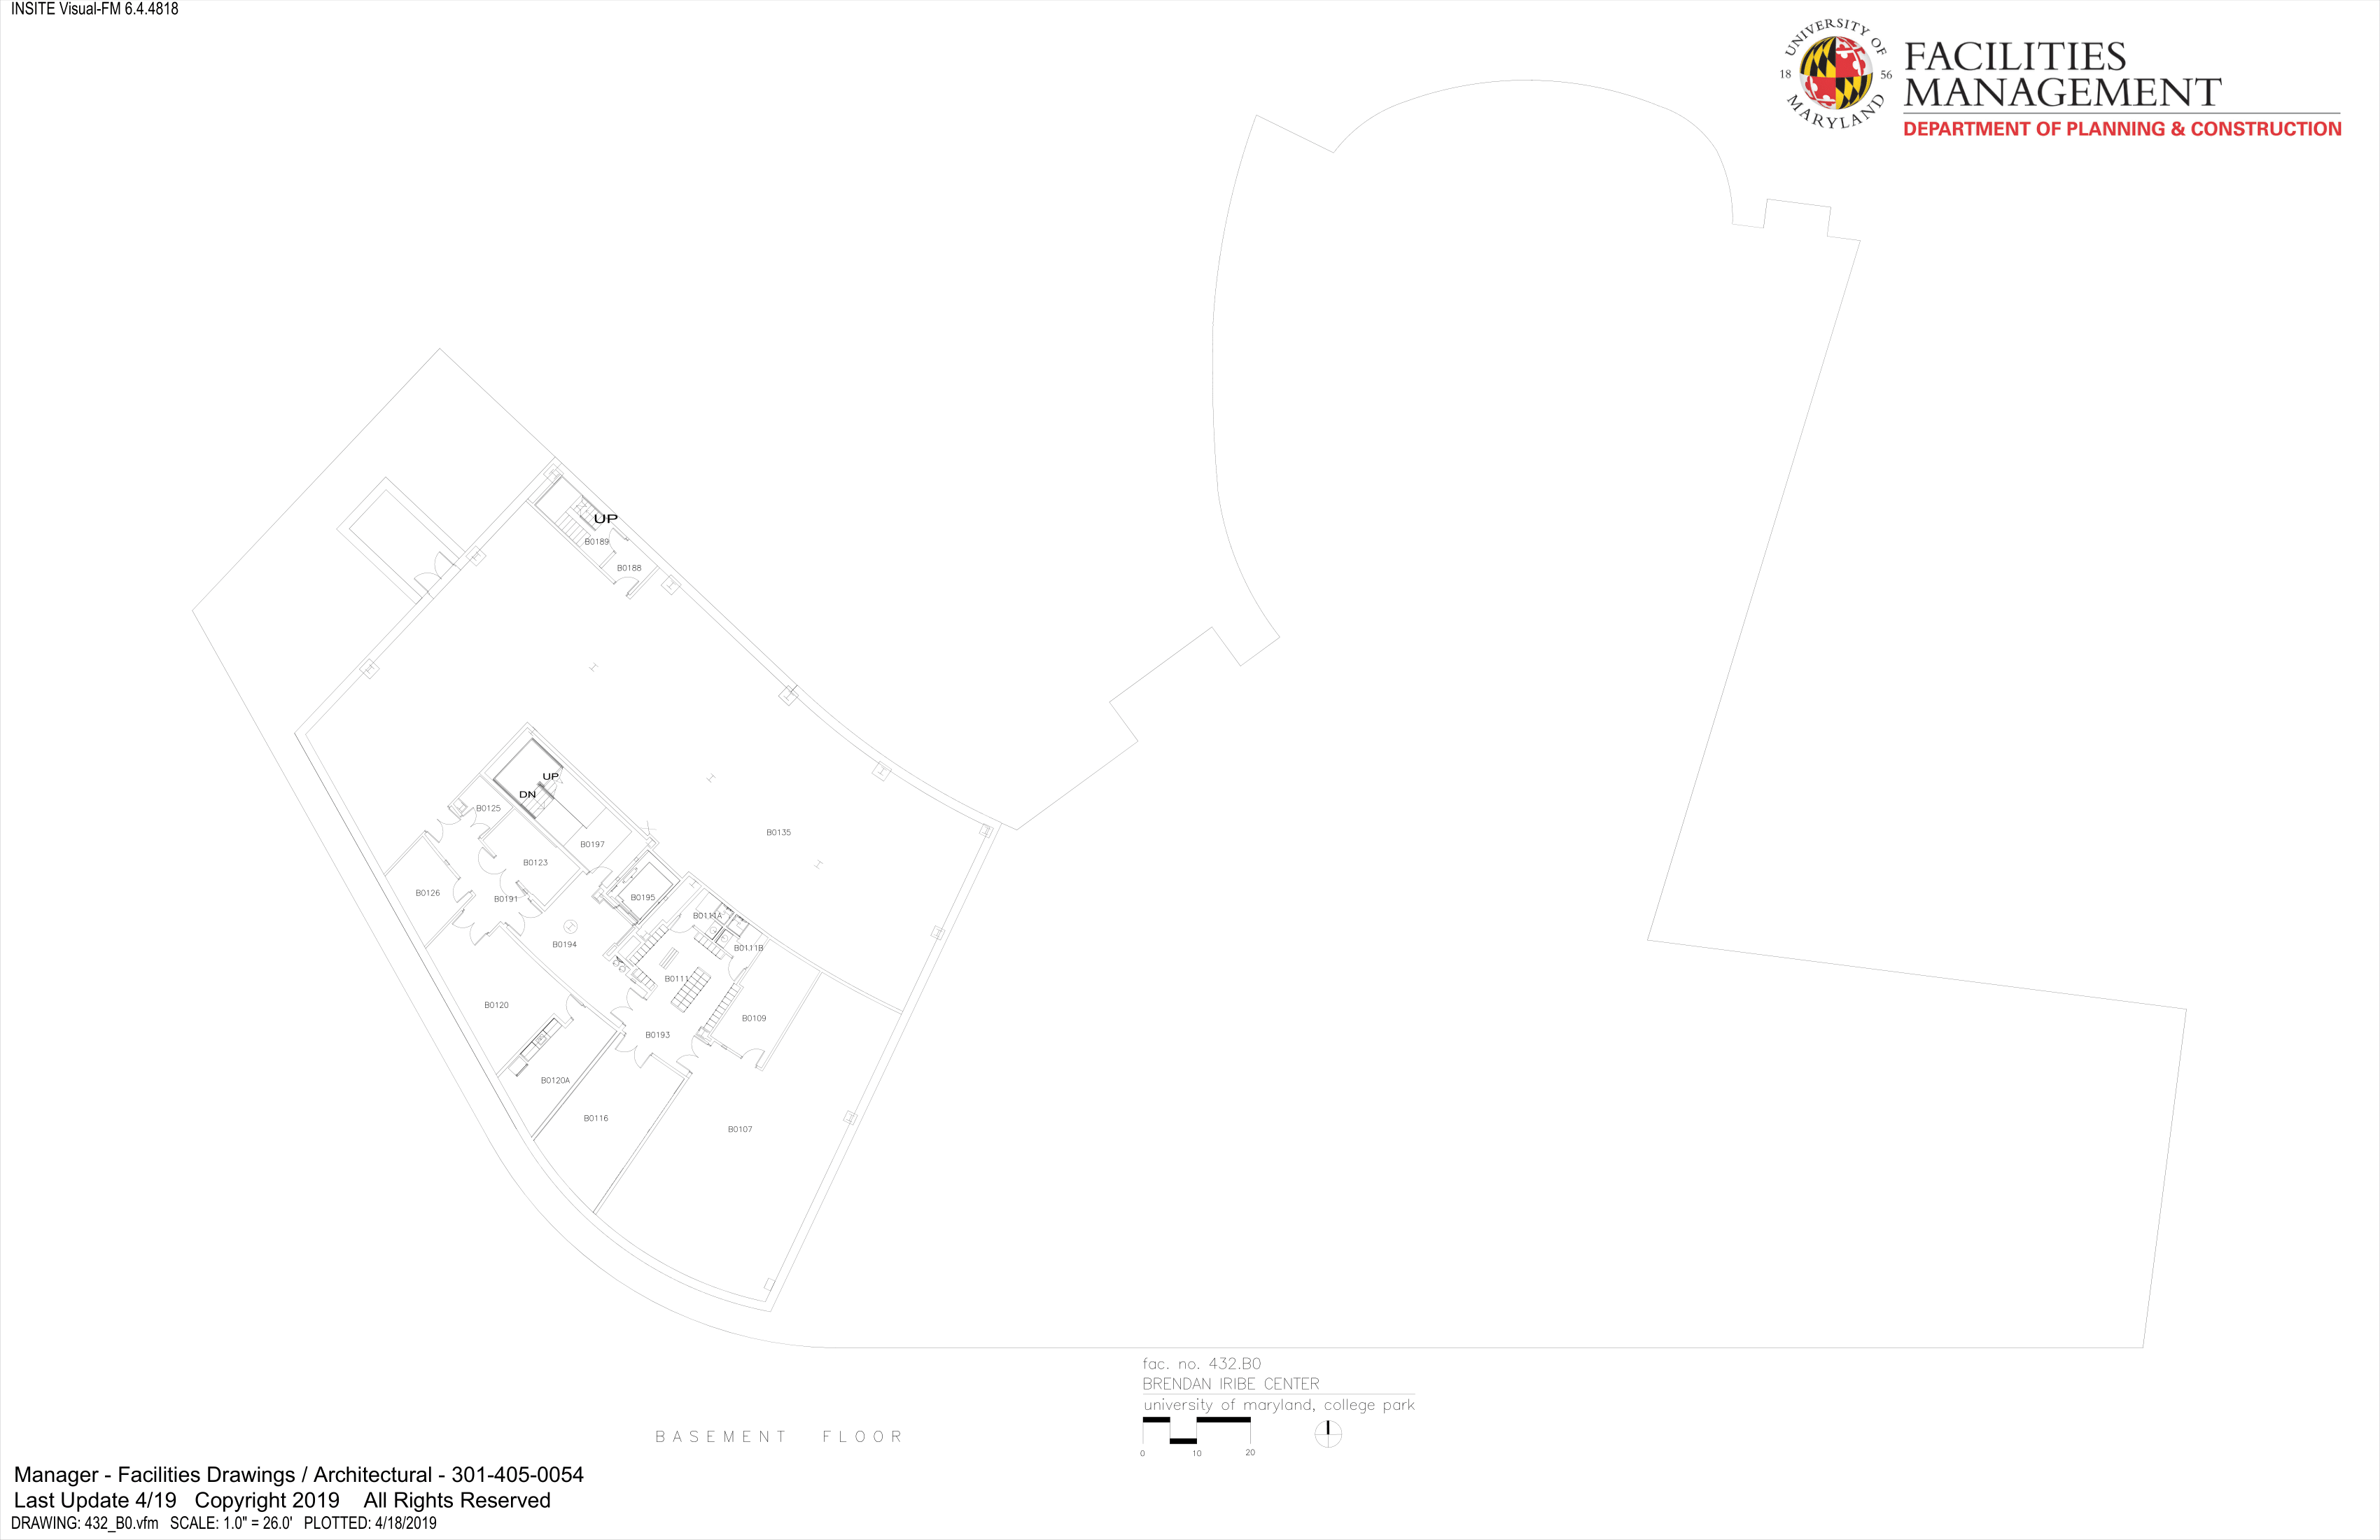 INSITE Visual-FM 6.4.4818
UNIVERSITY OF
18 56
MARYLAND
FACILITIES
MANAGEMENT
DEPARTMENT OF PLANNING & CONSTRUCTION
UP
B0189
B0188
UP
DN
B0125
B0135
B0197
B0123
B0126
B0195
B0191
B0111A
B0194
B0111B
B0111
B0120
B0109
B0193
B0120A
B0116
B0107
fac. no. 432.B0
BRENDAN IRIBE CENTER
university of maryland, college park
0 10 20
BASEMENT FLOOR
Manager - Facilities Drawings / Architectural - 301-405-0054
Last Update 4/19 Copyright 2019 All Rights Reserved
DRAWING: 432_B0.vfm SCALE: 1.0" = 26.0' PLOTTED: 4/18/2019